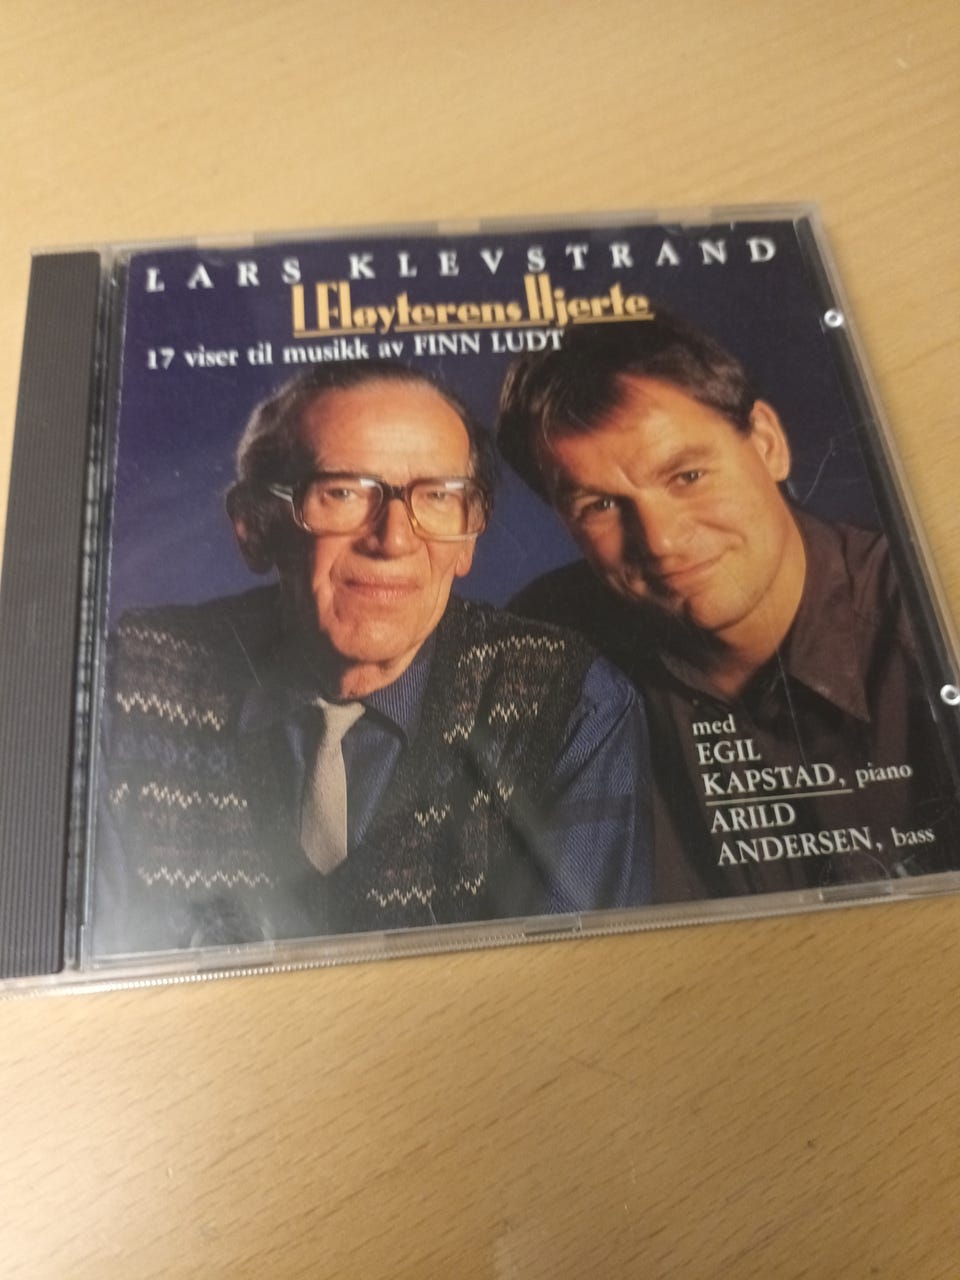 LARS KLEVSTRAND
I Fløyterens Hjerte
17 viser til musikk av FINN LUDT
med
EGIL
KAPSTAD, piano
ARILD
ANDERSEN, bass